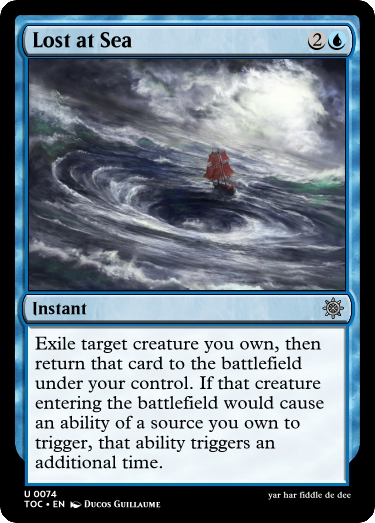 Lost at Sea 2
Instant
Exile target creature you own, then
return that card to the battlefield
under your control. If that creature
entering the battlefield would cause
an ability of a source you own to
trigger, that ability triggers an
additional time.
U 0074
TOC • EN Ducos Guillaume
yar har fiddle de dee